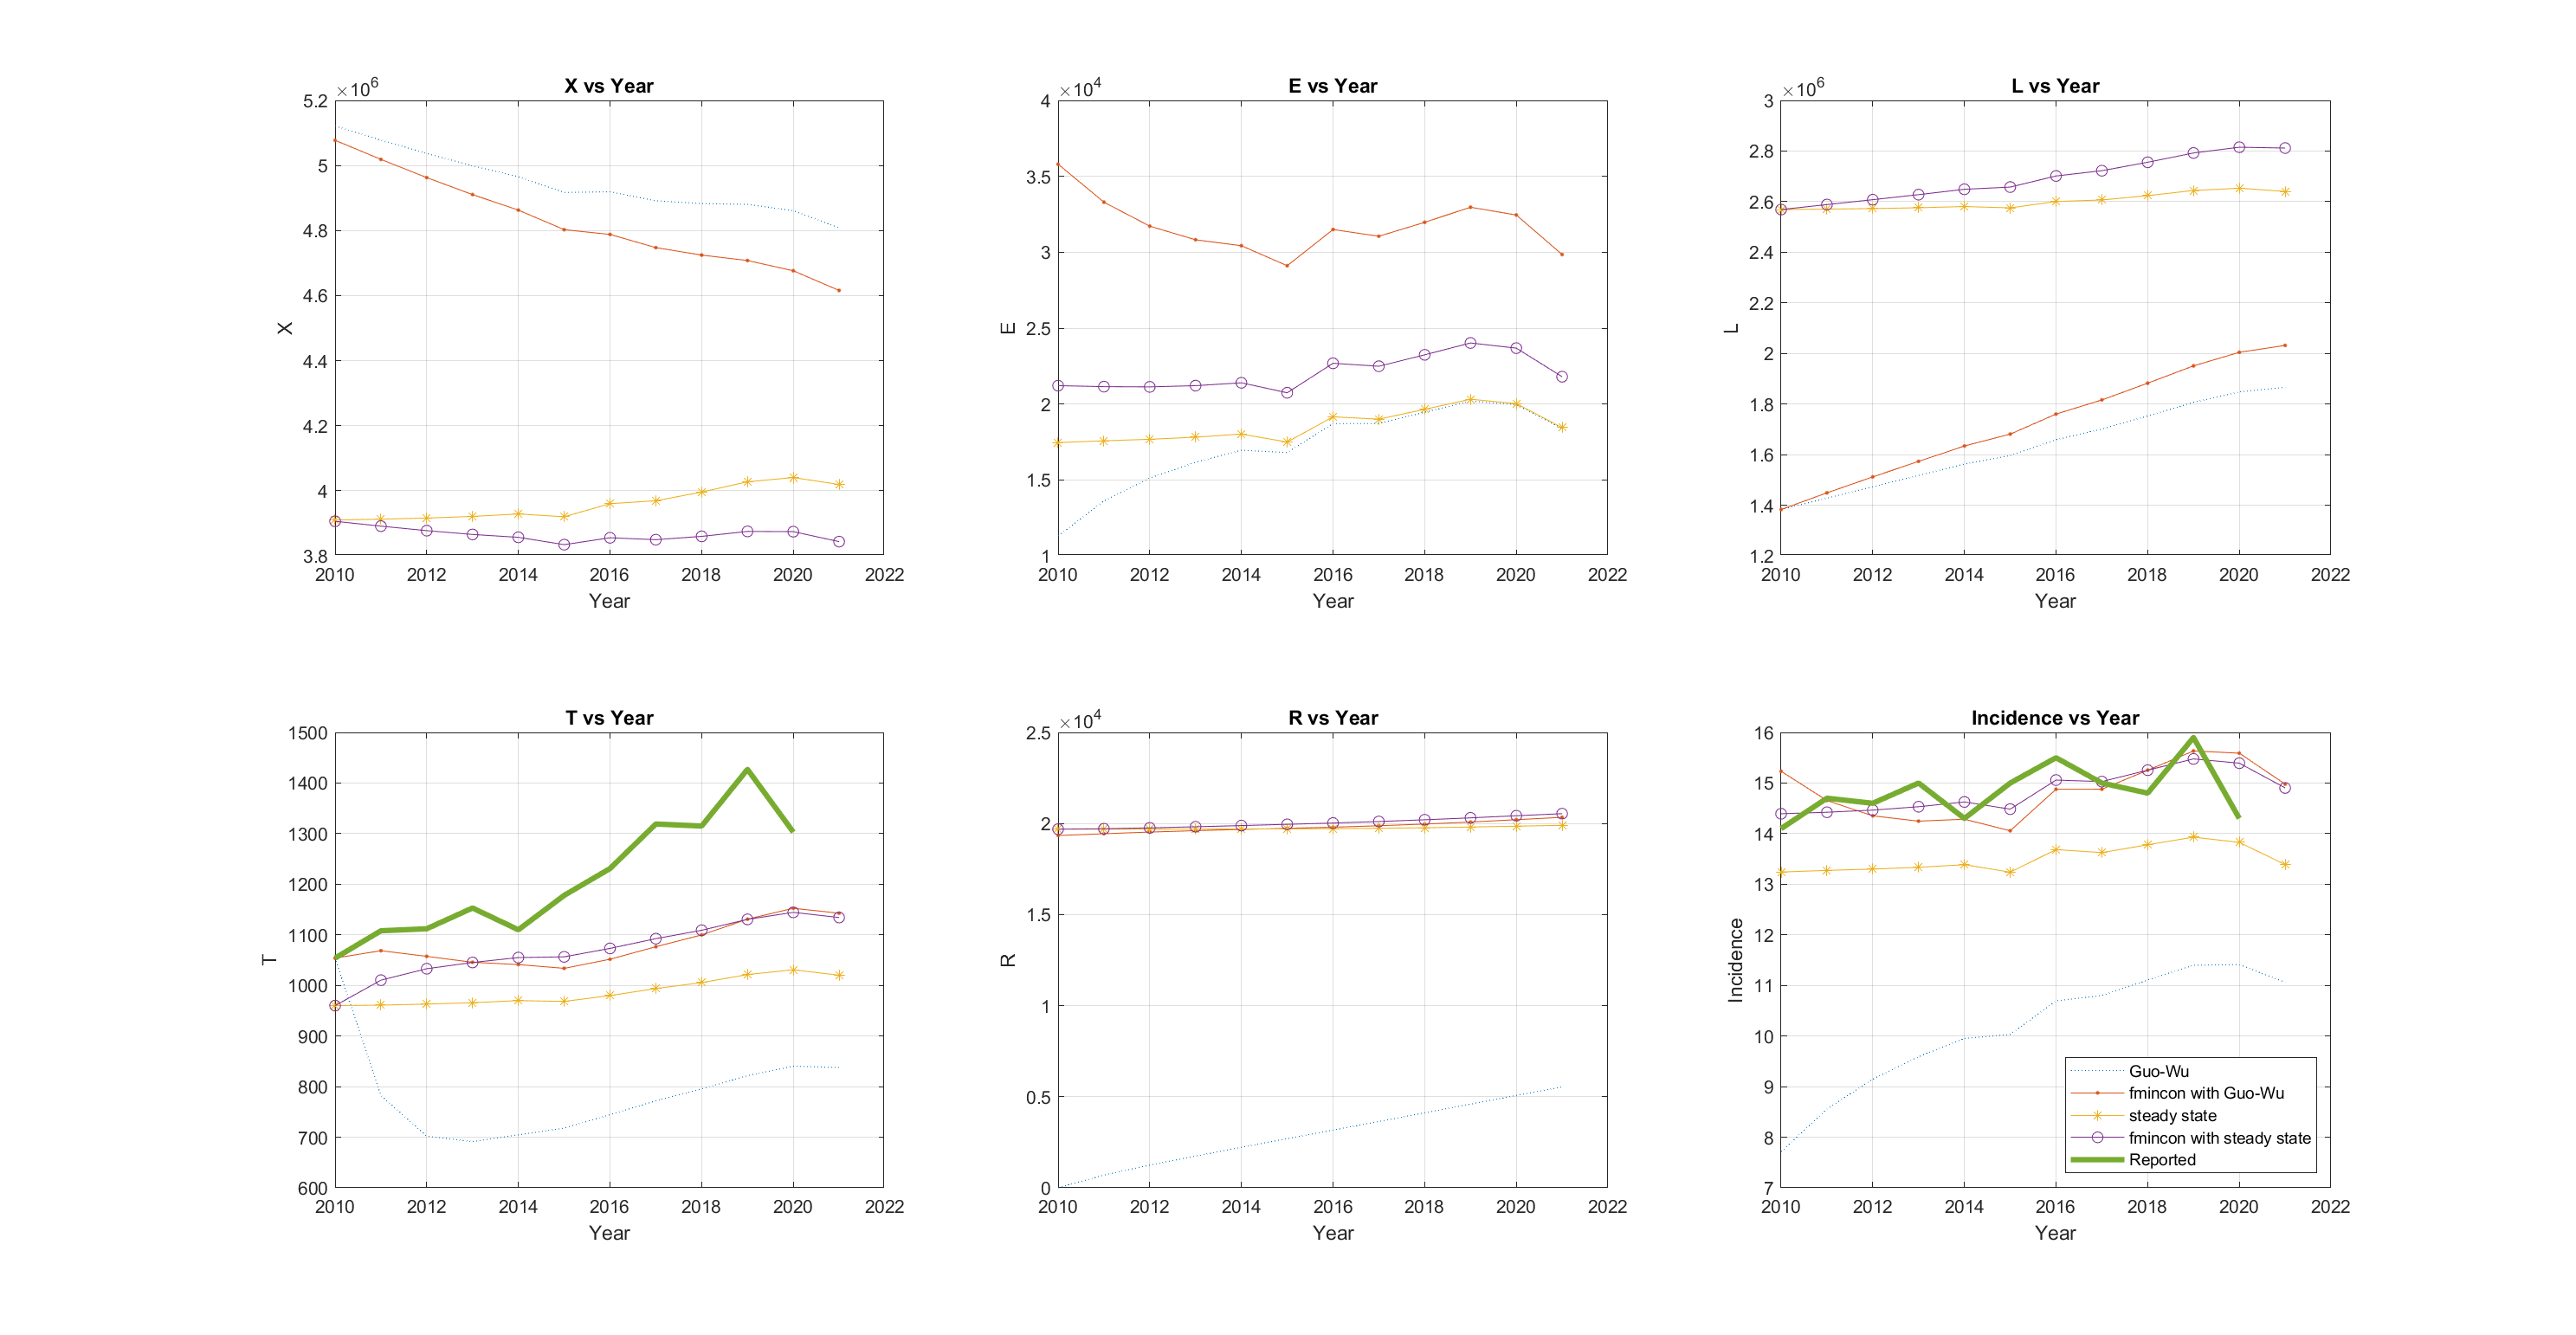 X vs Year
×10^6
5.2
5
4.8
4.6
4.4
4.2
4
3.8
X
2010 2012 2014 2016 2018 2020 2022
Year
E vs Year
×10^4
4
3.5
3
2.5
2
1.5
1
E
2010 2012 2014 2016 2018 2020 2022
Year
L vs Year
×10^6
3
2.8
2.6
2.4
2.2
2
1.8
1.6
1.4
1.2
L
2010 2012 2014 2016 2018 2020 2022
Year
T vs Year
1500
1400
1300
1200
1100
1000
900
800
700
600
T
2010 2012 2014 2016 2018 2020 2022
Year
R vs Year
×10^4
2.5
2
1.5
1
0.5
0
R
2010 2012 2014 2016 2018 2020 2022
Year
Incidence vs Year
16
15
14
13
12
11
10
9
8
7
Incidence
Guo-Wu
fmincon with Guo-Wu
steady state
fmincon with steady state
Reported
2010 2012 2014 2016 2018 2020 2022
Year